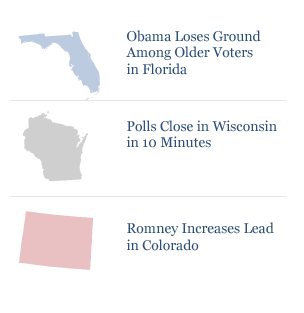 Obama Loses Ground
Among Older Voters
in Florida
Polls Close in Wisconsin
in 10 Minutes
Romney Increases Lead
in Colorado